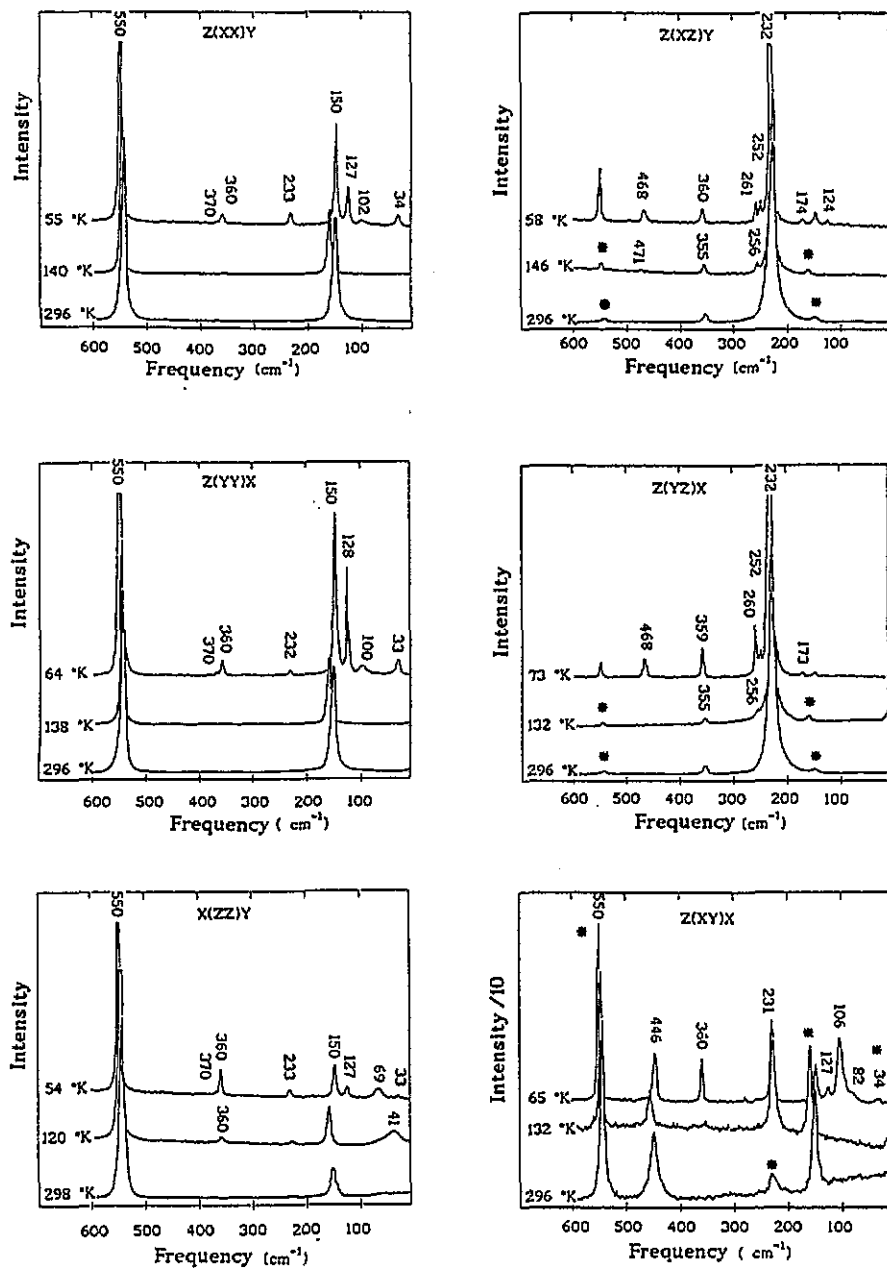 Z(XX)Y
Intensity
550
370
360
233
150
127
102
34
55 °K
140 °K
296 °K
600 500 400 300 200 100
Frequency (cm⁻¹)
Z(XZ)Y
Intensity
232
468
360
261
252
174
124
58 °K
*
471
355
256
*
146 °K
*
296 °K
600 500 400 300 200 100
Frequency (cm⁻¹)
Z(YY)X
Intensity
550
370
360
232
150
128
100
33
64 °K
138 °K
296 °K
600 500 400 300 200 100
Frequency ( cm⁻¹)
Z(YZ)X
Intensity
232
468
359
260
252
173
73 °K
*
355
256
*
132 °K
*
*
296 °K
600 500 400 300 200 100
Frequency ( cm⁻¹)
X(ZZ)Y
Intensity
550
370
360
233
150
127
69
33
54 °K
360
41
120 °K
298 °K
600 500 400 300 200 100
Frequency (cm⁻¹)
Z(XY)X
Intensity/10
*
550
446
360
231
*
127
106
82
*
34
65 °K
132 °K
*
296 °K
600 500 400 300 200 100
Frequency ( cm⁻¹)